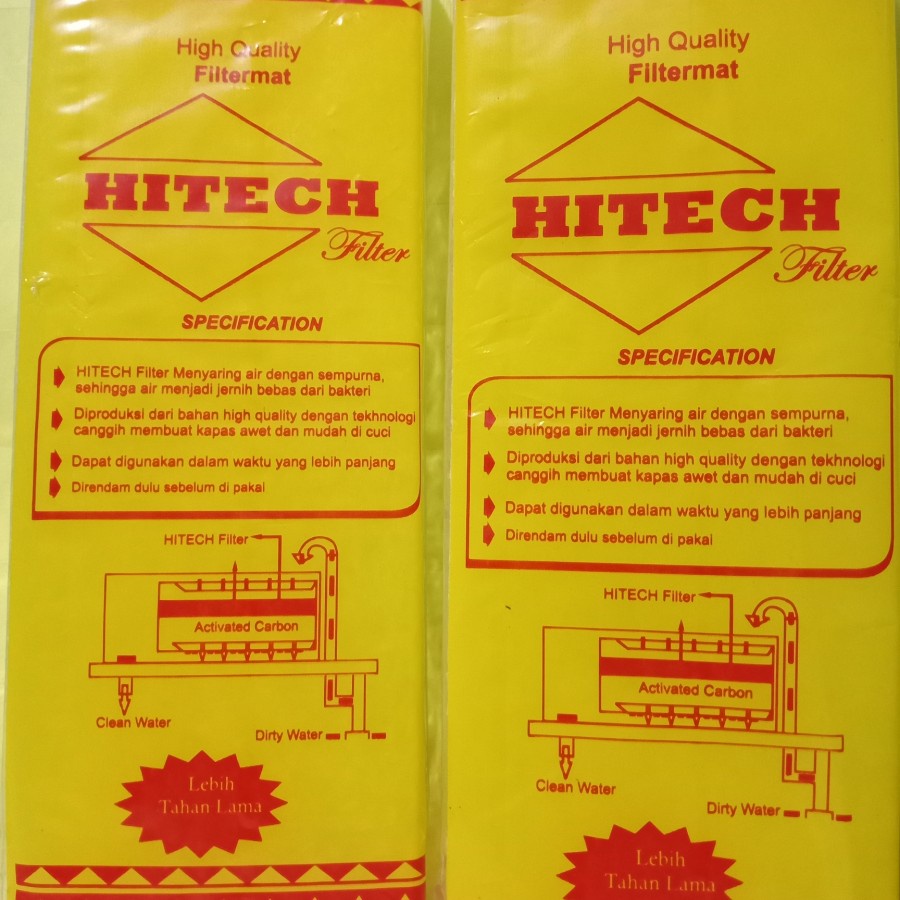 High Quality
Filtermat
HITECH
Filter
SPECIFICATION
HITECH Filter Menyaring air dengan sempurna,
sehingga air menjadi jernih bebas dari bakteri
Diproduksi dari bahan high quality dengan tekhnologi
canggih membuat kapas awet dan mudah di cuci
Dapat digunakan dalam waktu yang lebih panjang
Direndam dulu sebelum di pakai
HITECH Filter
Activated Carbon
Clean Water
Dirty Water
Lebih
Tahan Lama
High Quality
Filtermat
HITECH
Filter
SPECIFICATION
HITECH Filter Menyaring air dengan sempurna,
sehingga air menjadi jernih bebas dari bakteri
Diproduksi dari bahan high quality dengan tekhnologi
canggih membuat kapas awet dan mudah di cuci
Dapat digunakan dalam waktu yang lebih panjang
Direndam dulu sebelum di pakai
HITECH Filter
Activated Carbon
Clean Water
Dirty Water
Lebih
Tahan Lama